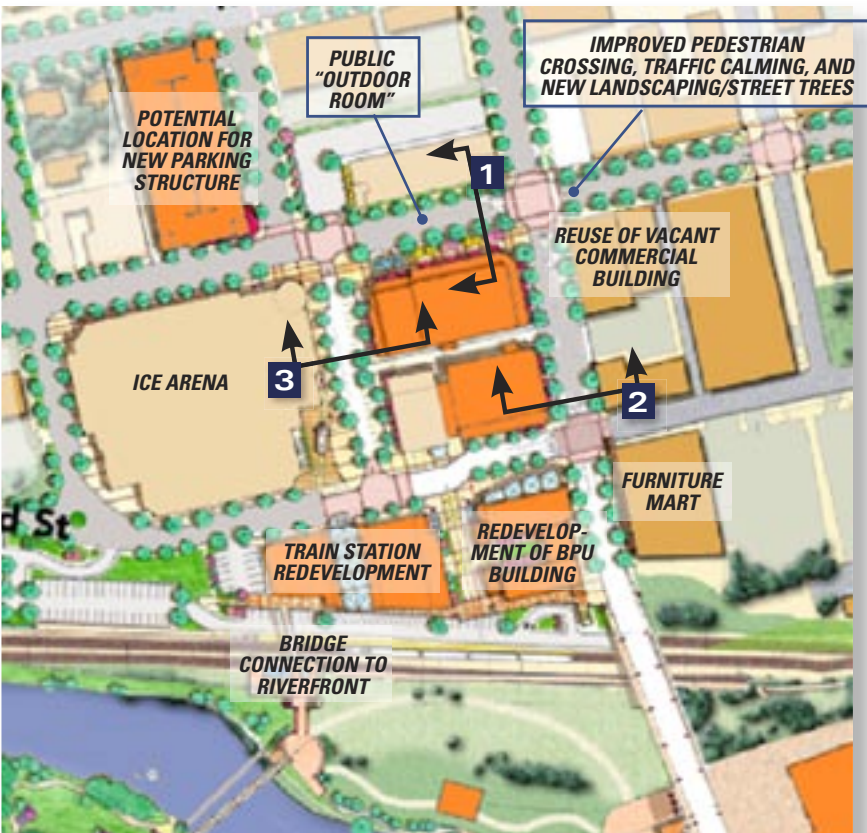 PUBLIC
“OUTDOOR
ROOM”
IMPROVED PEDESTRIAN
CROSSING, TRAFFIC CALMING, AND
NEW LANDSCAPING/STREET TREES
POTENTIAL
LOCATION FOR
NEW PARKING
STRUCTURE
1
REUSE OF VACANT
COMMERCIAL
BUILDING
ICE ARENA
3
2
FURNITURE
MART
d St
TRAIN STATION
REDEVELOPMENT
REDEVELOP-
MENT OF BPU
BUILDING
BRIDGE
CONNECTION TO
RIVERFRONT